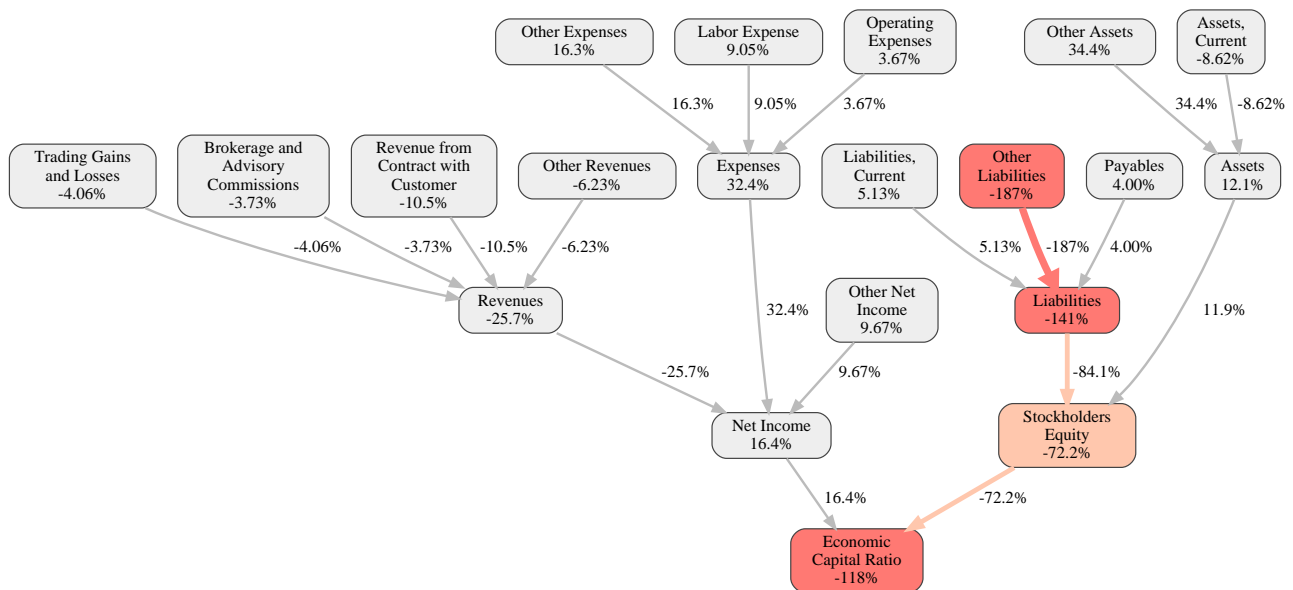 Other Expenses
16.3%
Labor Expense
9.05%
Operating
Expenses
3.67%
Other Assets
34.4%
Assets,
Current
-8.62%
16.3%
9.05%
3.67%
34.4%
-8.62%
Trading Gains
and Losses
-4.06%
Brokerage and
Advisory
Commissions
-3.73%
Revenue from
Contract with
Customer
-10.5%
Other Revenues
-6.23%
Expenses
32.4%
Liabilities,
Current
5.13%
Other
Liabilities
-187%
Payables
4.00%
Assets
12.1%
-4.06%
-3.73%
-10.5%
-6.23%
5.13%
-187%
4.00%
Revenues
-25.7%
32.4%
Other Net
Income
9.67%
Liabilities
-141%
11.9%
-25.7%
9.67%
-84.1%
Net Income
16.4%
Stockholders
Equity
-72.2%
16.4%
-72.2%
Economic
Capital Ratio
-118%